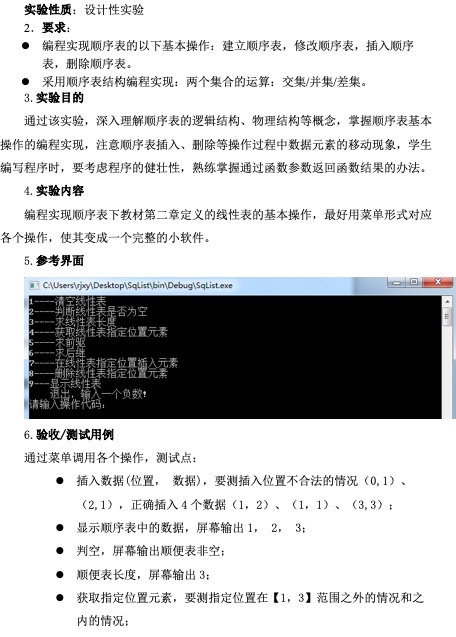 实验性质：设计性实验
2．要求：
● 编程实现顺序表的以下基本操作：建立顺序表，修改顺序表，插入顺序
表，删除顺序表。
● 采用顺序表结构编程实现：两个集合的运算：交集/并集/差集。
3.实验目的
通过该实验，深入理解顺序表的逻辑结构、物理结构等概念，掌握顺序表基本
操作的编程实现，注意顺序表插入、删除等操作过程中数据元素的移动现象，学生
编写程序时，要考虑程序的健壮性，熟练掌握通过函数参数返回函数结果的办法。
4.实验内容
编程实现顺序表下教材第二章定义的线性表的基本操作，最好用菜单形式对应
各个操作，使其变成一个完整的小软件。
5.参考界面
C:\Users\rjxy\Desktop\SqList\bin\Debug\SqList.exe
1----清空线性表
2----判断线性表是否为空
3----求线性表长度
4----获取线性表指定位置元素
5----求前驱
6----求后继
7----在线性表指定位置插入元素
8----删除线性表指定位置元素
9----显示线性表
退出，输入一个负数！
请输入操作代码：
6.验收/测试用例
通过菜单调用各个操作，测试点：
● 插入数据(位置， 数据)，要测插入位置不合法的情况（0,1）、
（2,1），正确插入 4 个数据（1，2）、（1，1）、（3,3）；
● 显示顺序表中的数据，屏幕输出 1， 2， 3；
● 判空，屏幕输出顺便表非空；
● 顺便表长度，屏幕输出 3；
● 获取指定位置元素，要测指定位置在【1，3】范围之外的情况和之
内的情况；